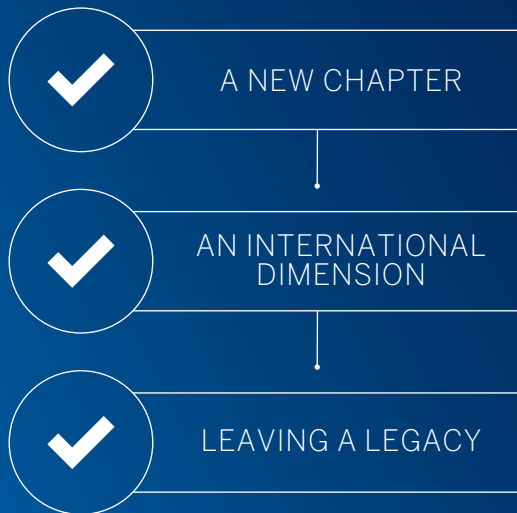 A NEW CHAPTER
AN INTERNATIONAL
DIMENSION
LEAVING A LEGACY